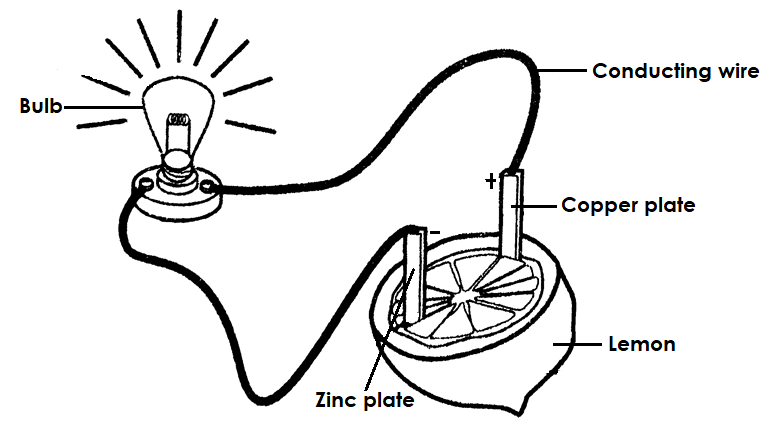 Conducting wire
Bulb
+
Copper plate
-
Lemon
Zinc plate